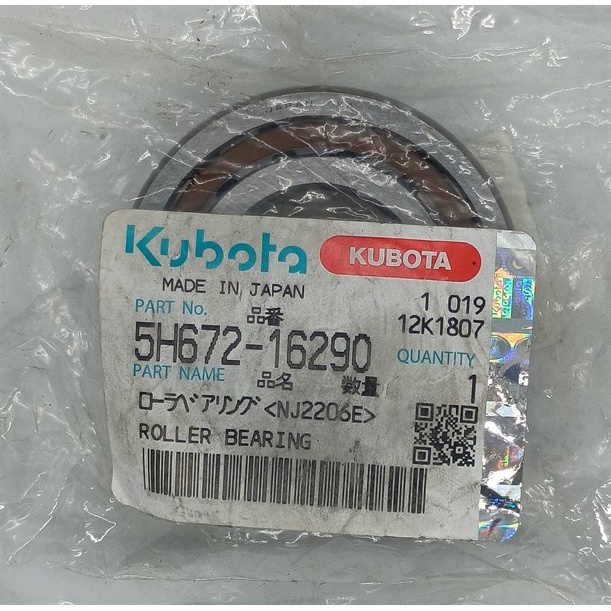 JAPAN
Kubota KUBOTA
MADE IN JAPAN
1 019
12K1807
PART No. 品番
5H672-16290
QUANTITY
PART NAME 品名 数量
1
ローラベアリング<NJ2206E>
ROLLER BEARING